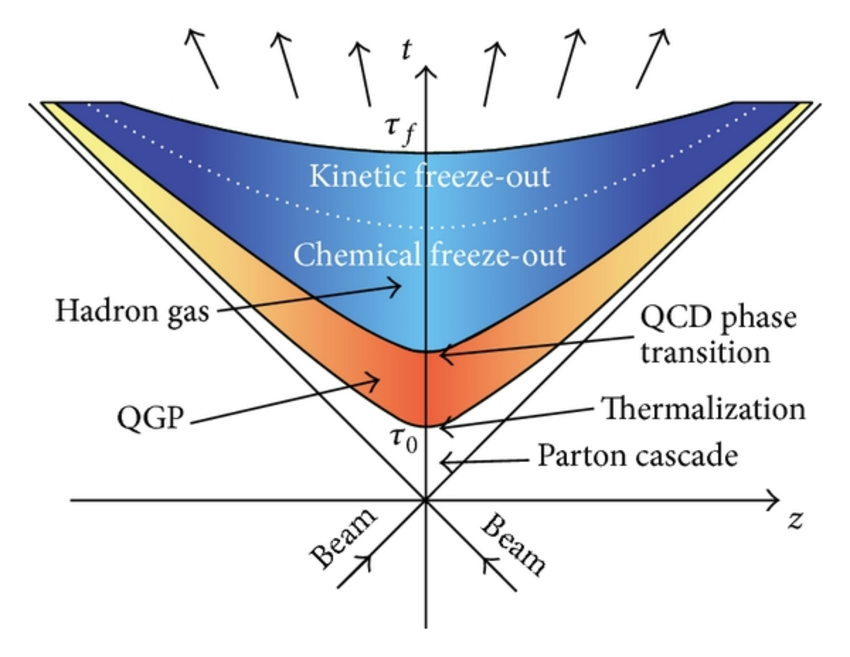 t
τf
Kinetic freeze-out
Chemical freeze-out
Hadron gas
QCD phase
transition
QGP
Thermalization
τ0
Parton cascade
z
Beam
Beam